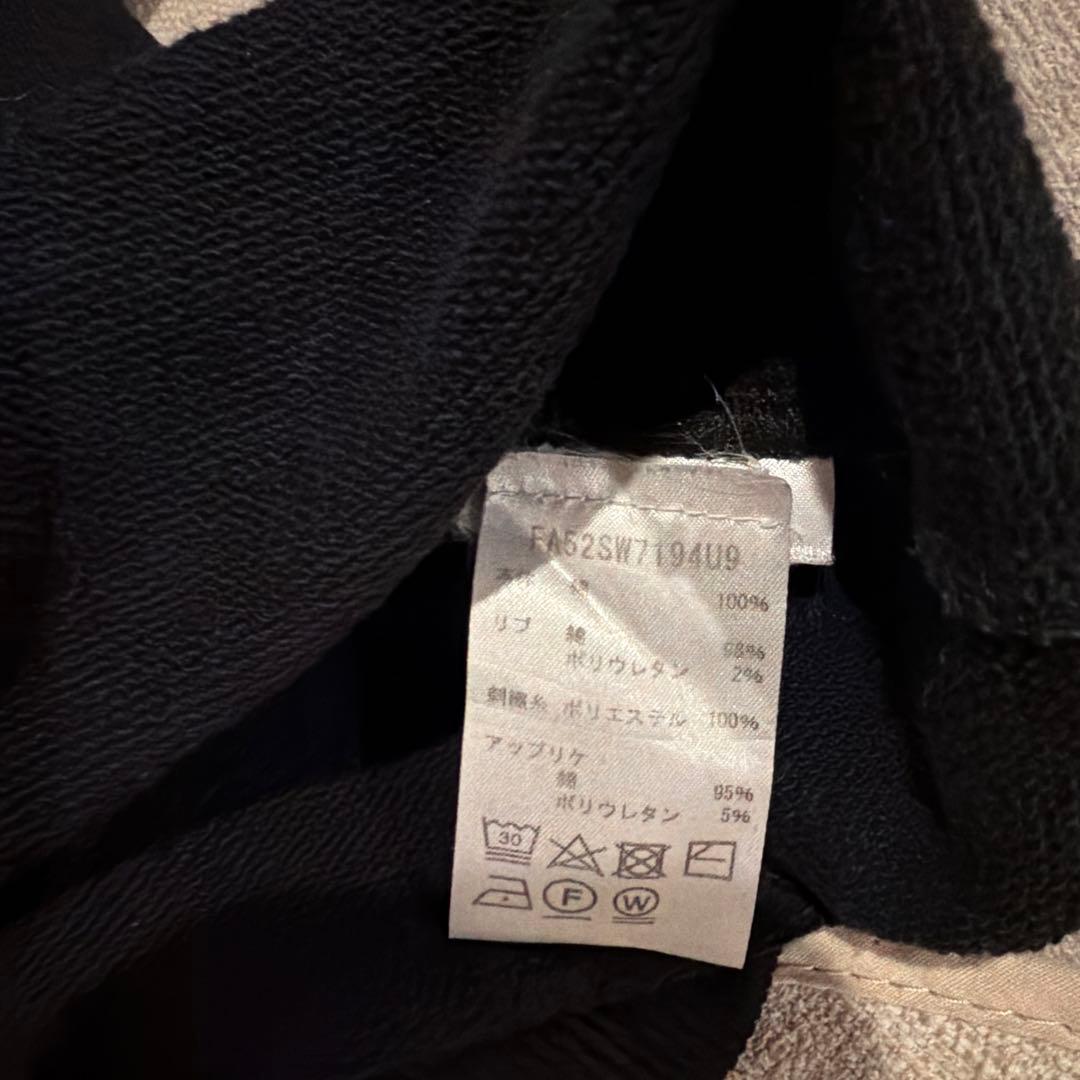 FA52SW7194U9
本体 綿 100%
リブ 綿 98%
ポリウレタン 2%
刺繍糸 ポリエステル 100%
アップリケ
綿 95%
ポリウレタン 5%
30
F W